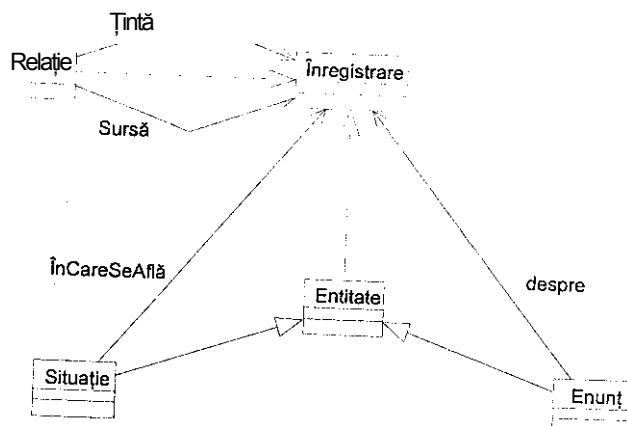 Țintă
Relație
Înregistrare
Sursă
ÎnCareSeAflă
despre
Entitate
Situație
Enunț